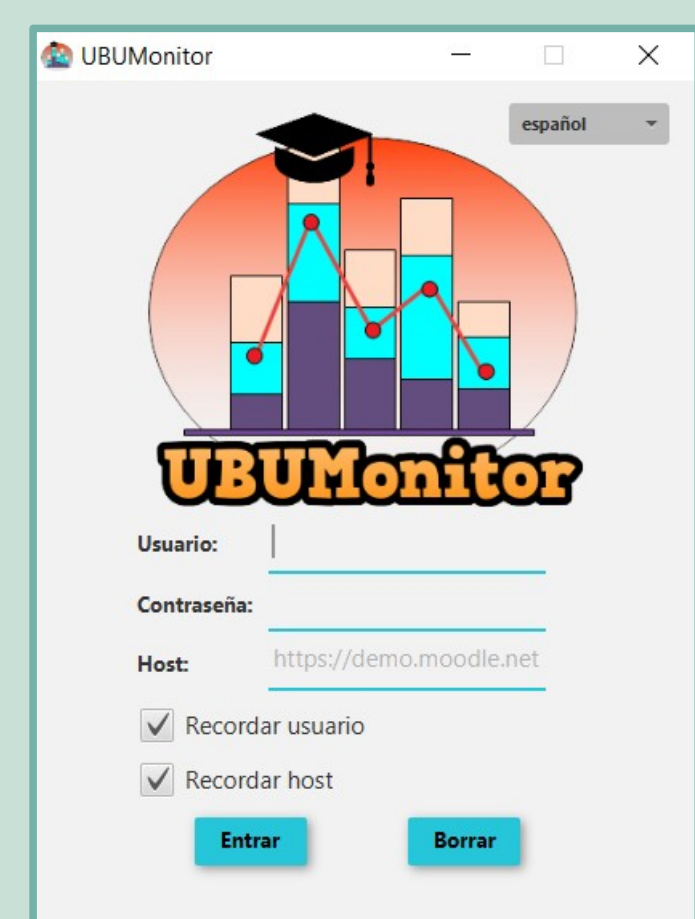 UBUMonitor
español
UBUMonitor
Usuario:
Contraseña:
Host: https://demo.moodle.net
Recordar usuario
Recordar host
Entrar Borrar